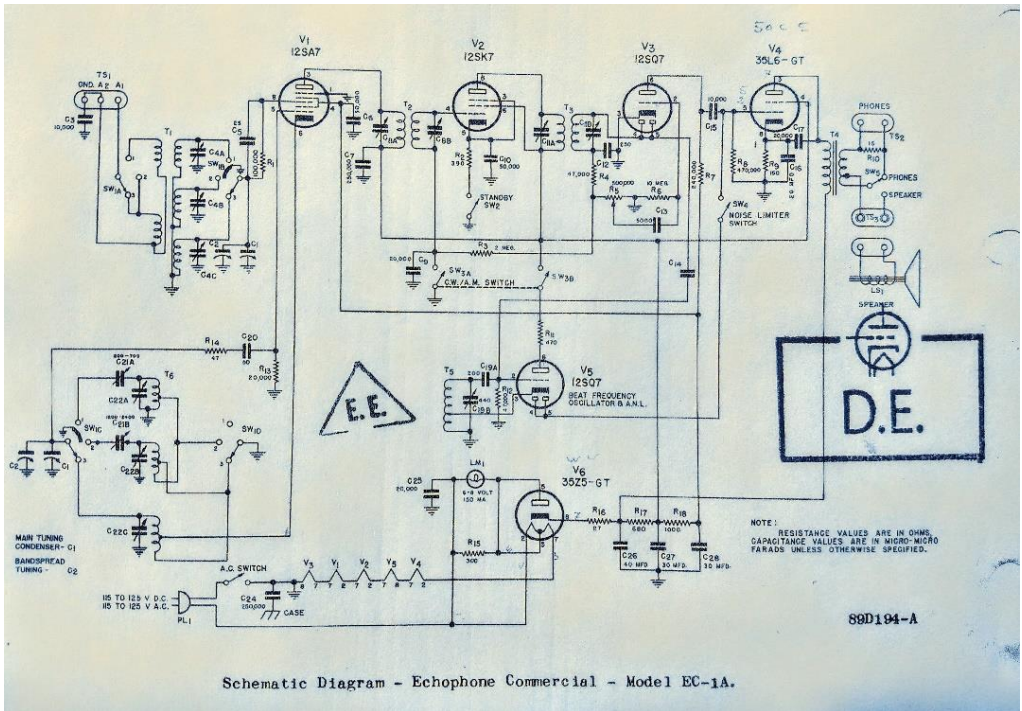 50C5
V1
12SA7
V2
12SK7
V3
12SQ7
V4
35L6-GT
TS1
GND. A2 A1
C3
10,000
T1
C4A
C4B
C4C
SW1A
SW1B
C2
C1
C5
R1
100,000
C6
C7
250,000
C8A
T2
C8B
R2
390
C10
50,000
STANDBY
SW2
C11A
T3
C12
250
R4
47,000
R5
500,000
R6
10 MEG.
C13
5000
R7
240,000
C15
10,000
R8
470,000
R9
150
C16
20 MFD
C17
20,000
T4
PHONES
TS2
R10
15
SW5
PHONES
SPEAKER
TS3
LS1
SPEAKER
SW4
NOISE LIMITER
SWITCH
R3 2 MEG.
C9
20,000
SW3A
C.W./A.M. SWITCH
SW3B
C14
R11
470
R14
47
C20
50
R13
20,000
C21A
T6
C22A
SW1C
C21B
C22B
SW1D
C2
C1
C22C
T5
C19A
200
440
C19B
V5
12SQ7
BEAT FREQUENCY
OSCILLATOR & A.N.L.
E.E.
D.E.
C25
20,000
LM1
6-8 VOLT
150 MA
R15
300
V6
35Z5-GT
R16
27
R17
680
R18
1000
C26
40 MFD.
C27
30 MFD.
C28
30 MFD.
NOTE:
RESISTANCE VALUES ARE IN OHMS,
CAPACITANCE VALUES ARE IN MICRO-MICRO
FARADS UNLESS OTHERWISE SPECIFIED.
MAIN TUNING
CONDENSER- C1
BANDSPREAD
TUNING - C2
A.C. SWITCH
V3 V1 V2 V5 V4
C24
250,000
CASE
115 TO 125 V D.C.
115 TO 125 V A.C.
PL1
89D194-A
Schematic Diagram - Echophone Commercial - Model EC-1A.